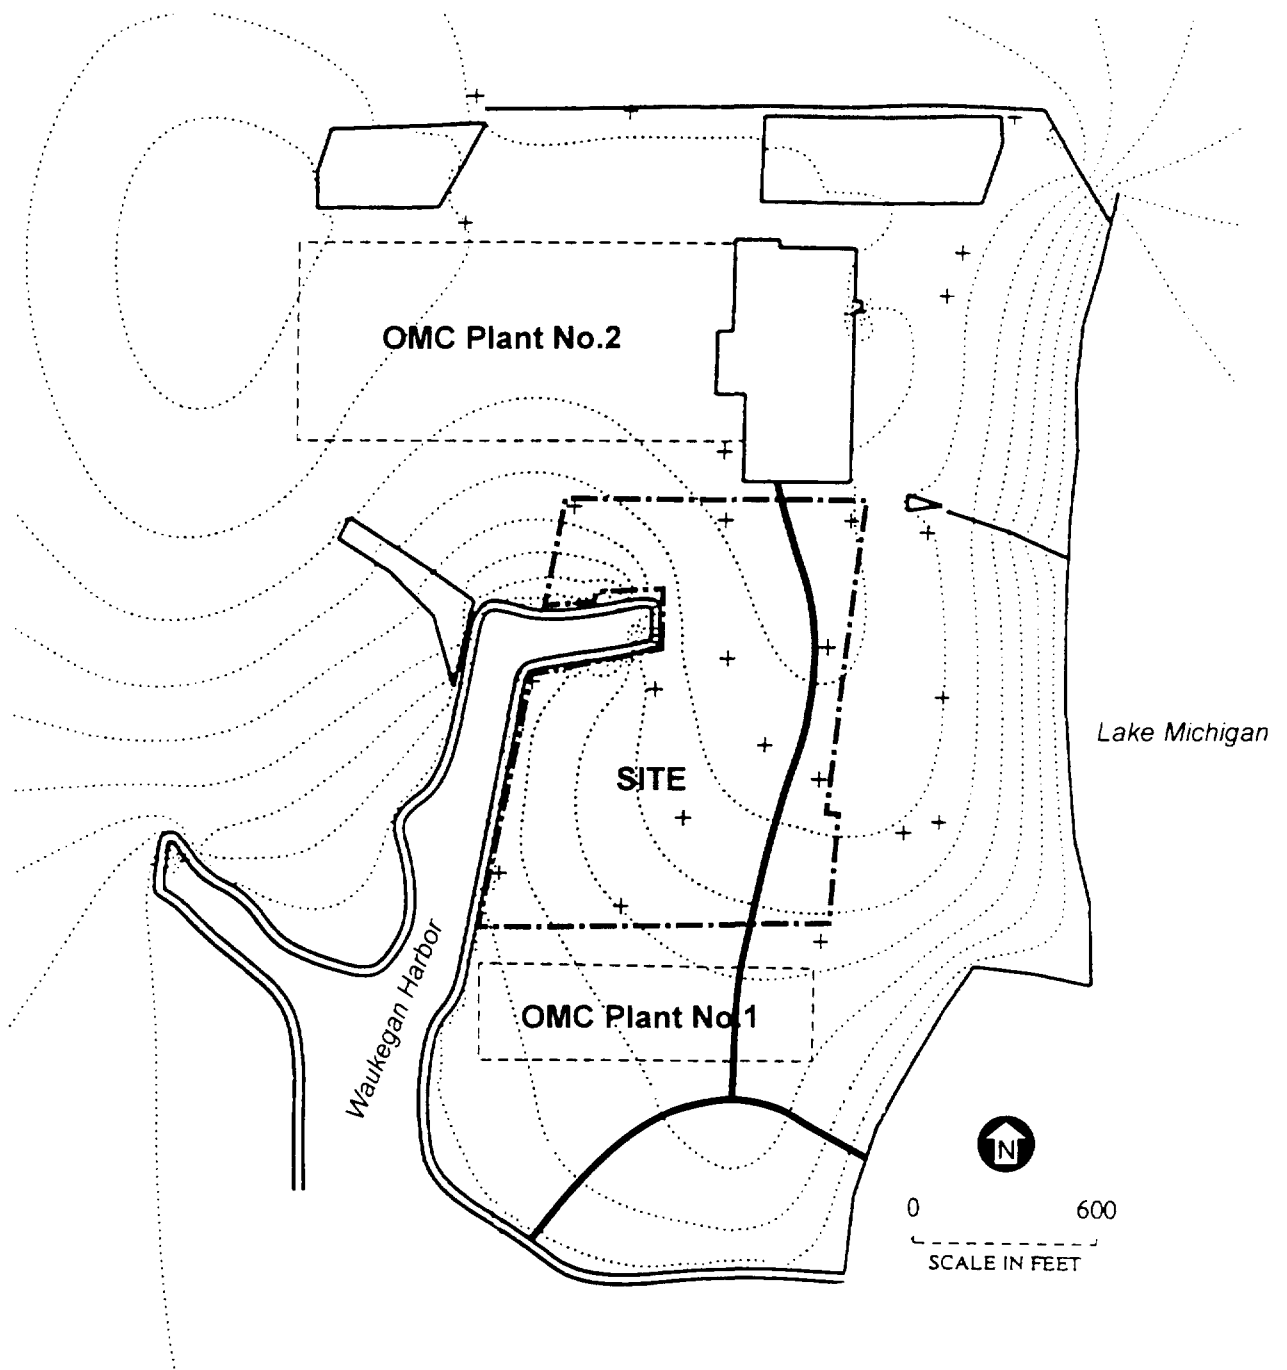 OMC Plant No.2
Lake Michigan
SITE
Waukegan Harbor
OMC Plant No.1
N
0 600
SCALE IN FEET